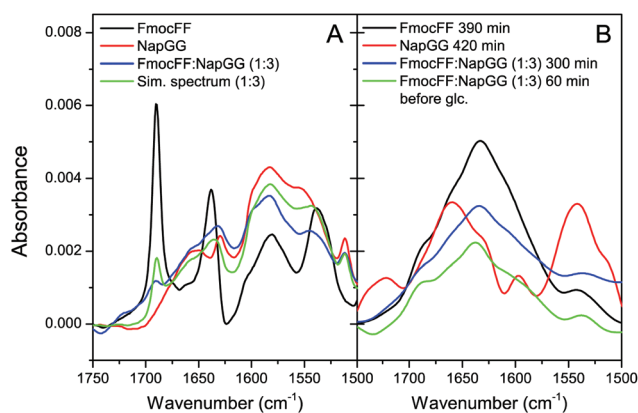 0.008
0.006
0.004
0.002
0.000
Absorbance
A
FmocFF
NapGG
FmocFF:NapGG (1:3)
Sim. spectrum (1:3)
1750
1700
1650
1600
1550
1500
Wavenumber (cm⁻¹)
B
FmocFF 390 min
NapGG 420 min
FmocFF:NapGG (1:3) 300 min
FmocFF:NapGG (1:3) 60 min
before glc.
1700
1650
1600
1550
1500
Wavenumber (cm⁻¹)